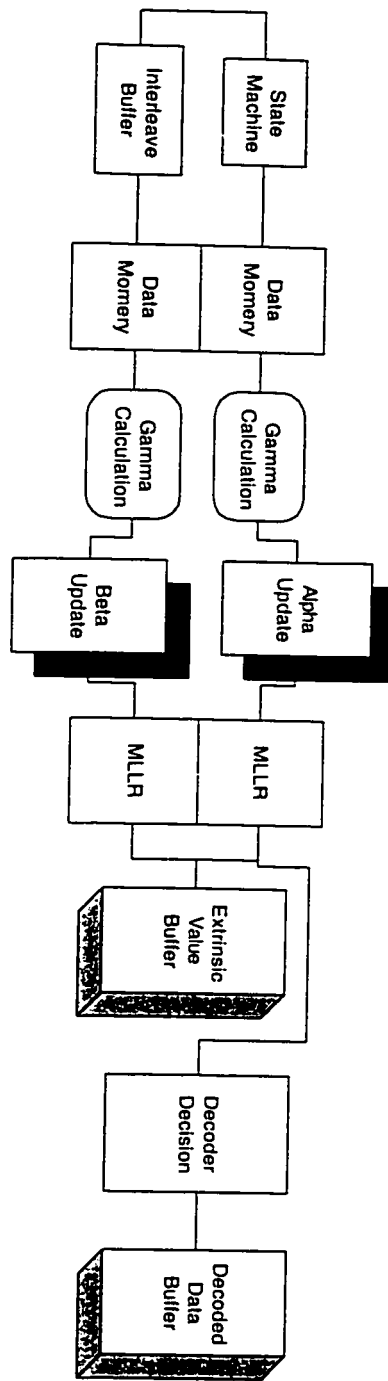 State
Machine
Interleave
Buffer
Data
Momery
Data
Momery
Gamma
Calculation
Gamma
Calculation
Alpha
Update
Beta
Update
MLLR
MLLR
Extrinsic
Value
Buffer
Decoder
Decision
Decoded
Data
Buffer